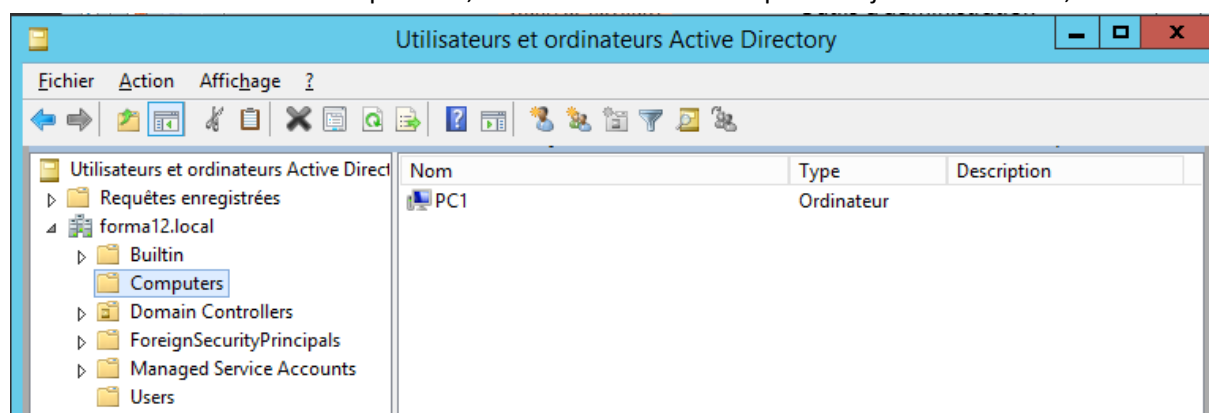 Utilisateurs et ordinateurs Active Directory
Fichier Action Affichage ?
Utilisateurs et ordinateurs Active Direct
Nom Type Description
Requêtes enregistrées
PC1 Ordinateur
forma12.local
Builtin
Computers
Domain Controllers
ForeignSecurityPrincipals
Managed Service Accounts
Users